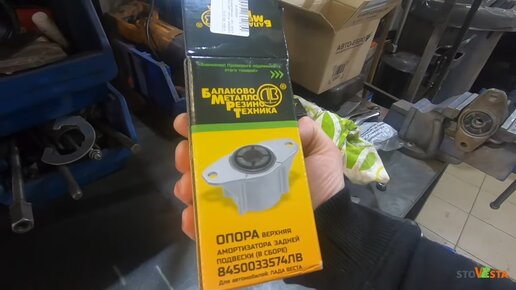 БАЛАКОВО
МЕТАЛЛО
РЕЗИНО
ТЕХНИКА
ОПОРА ВЕРХНЯЯ
АМОРТИЗАТОРА ЗАДНЕЙ
ПОДВЕСКИ (В СБОРЕ)
8450033574ЛВ
Для автомобилей: ЛАДА ВЕСТА
STOVESTA